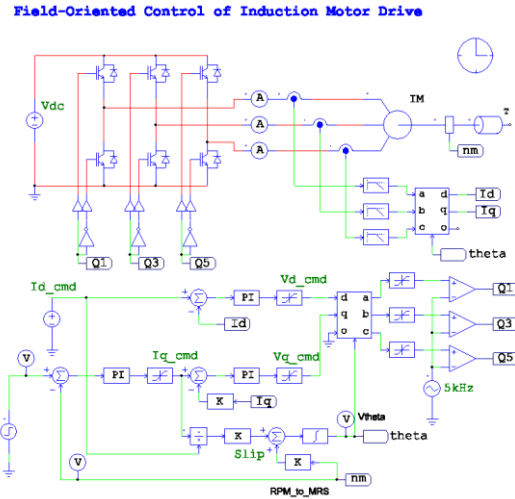 Field-Oriented Control of Induction Motor Drive
Vdc
A
A
A
IM
T
nm
a d Id
b q Iq
c o
theta
Q1 Q3 Q5
Id_cmd
Vd_cmd
PI
Id
d a
q b
o c
Q1
Q3
Q5
5kHz
V
Iq_cmd
Vq_cmd
PI
PI
K Iq
V Vtheta
theta
K
Slip
K
V
nm
RPM_to_MRS